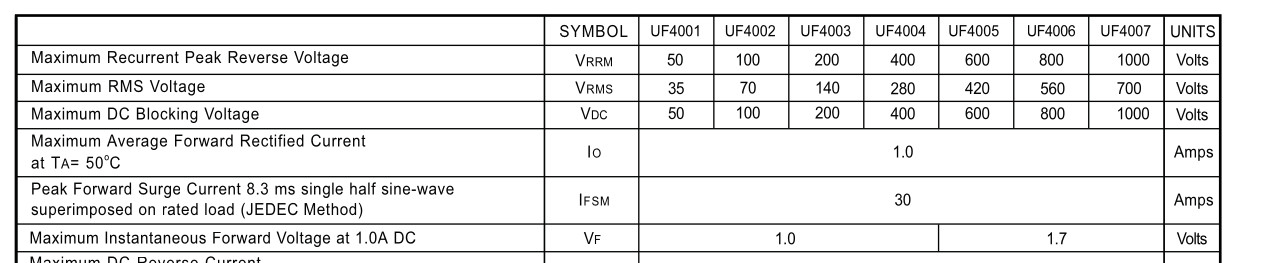 SYMBOL UF4001 UF4002 UF4003 UF4004 UF4005 UF4006 UF4007 UNITS
Maximum Recurrent Peak Reverse Voltage VRRM 50 100 200 400 600 800 1000 Volts
Maximum RMS Voltage VRMS 35 70 140 280 420 560 700 Volts
Maximum DC Blocking Voltage VDC 50 100 200 400 600 800 1000 Volts
Maximum Average Forward Rectified Current
at TA= 50°C IO 1.0 Amps
Peak Forward Surge Current 8.3 ms single half sine-wave
superimposed on rated load (JEDEC Method) IFSM 30 Amps
Maximum Instantaneous Forward Voltage at 1.0A DC VF 1.0 1.7 Volts
Maximum DC Reverse Current